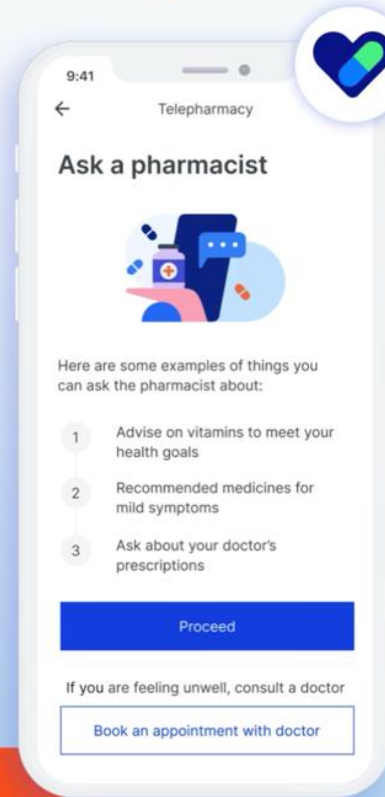 9:41
Telepharmacy
Ask a pharmacist
Here are some examples of things you
can ask the pharmacist about:
1
Advise on vitamins to meet your
health goals
2
Recommended medicines for
mild symptoms
3
Ask about your doctor's
prescriptions
Proceed
If you are feeling unwell, consult a doctor
Book an appointment with doctor